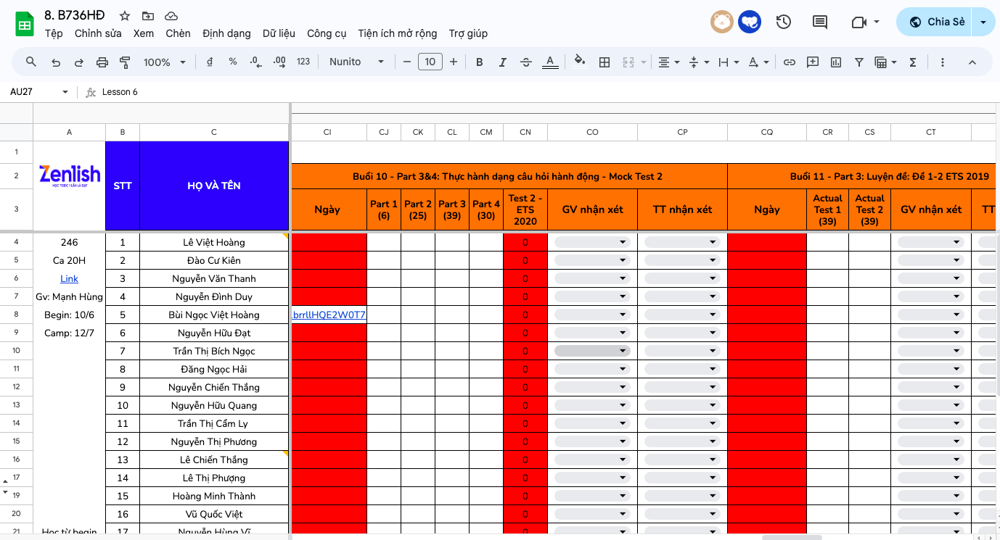 8. B736HĐ
Tệp Chỉnh sửa Xem Chèn Định dạng Dữ liệu Công cụ Tiện ích mở rộng Trợ giúp
Chia Sẻ
100% ₫ % .0 .00 123 Nunito 10 B I S A
AU27 fx Lesson 6
A B C CI CJ CK CL CM CN CO CP CQ CR CS CT
1
Zenlish
HỌC TOEIC 1 LẦN LÀ ĐẠT
STT HỌ VÀ TÊN
2 Buổi 10 - Part 3&4: Thực hành dạng câu hỏi hành động - Mock Test 2 Buổi 11 - Part 3: Luyện đề: Đề 1-2 ETS 2019
3 Ngày Part 1 (6) Part 2 (25) Part 3 (39) Part 4 (30) Test 2 - ETS 2020 GV nhận xét TT nhận xét Ngày Actual Test 1 (39) Actual Test 2 (39) GV nhận xét TT
4 246 1 Lê Việt Hoàng 0
5 Ca 20H 2 Đào Cư Kiên 0
6 Link 3 Nguyễn Văn Thanh 0
7 Gv: Mạnh Hùng 4 Nguyễn Đình Duy 0
8 Begin: 10/6 5 Bùi Ngọc Việt Hoàng .brrllHQE2W0T7 0
9 Camp: 12/7 6 Nguyễn Hữu Đạt 0
10 7 Trần Thị Bích Ngọc 0
11 8 Đăng Ngọc Hải 0
12 9 Nguyễn Chiến Thắng 0
13 10 Nguyễn Hữu Quang 0
14 11 Trần Thị Cẩm Ly 0
15 12 Nguyễn Thị Phương 0
16 13 Lê Chiến Thắng 0
17 14 Lê Thị Phượng 0
19 15 Hoàng Minh Thành 0
20 16 Vũ Quốc Việt 0
21 Học từ begin 17 Nguyễn Hùng Vĩ 0